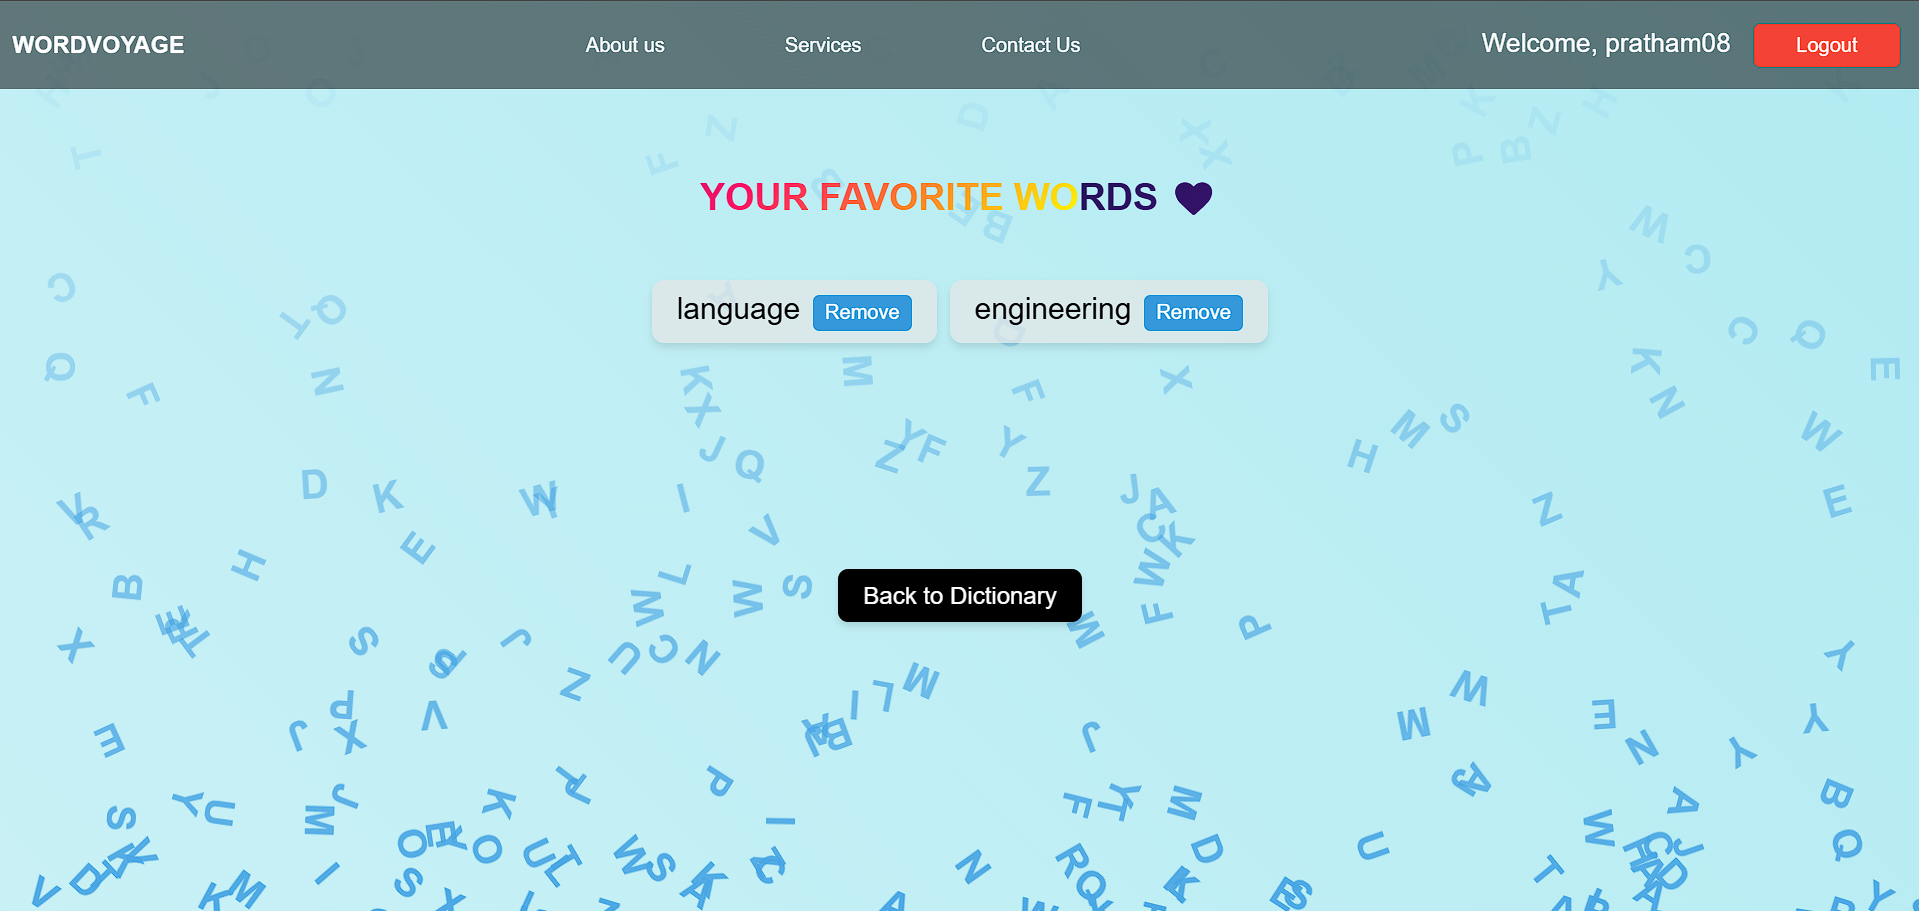 WORDVOYAGE About us Services Contact Us Welcome, pratham08 Logout
YOUR FAVORITE WORDS
language Remove engineering Remove
Back to Dictionary